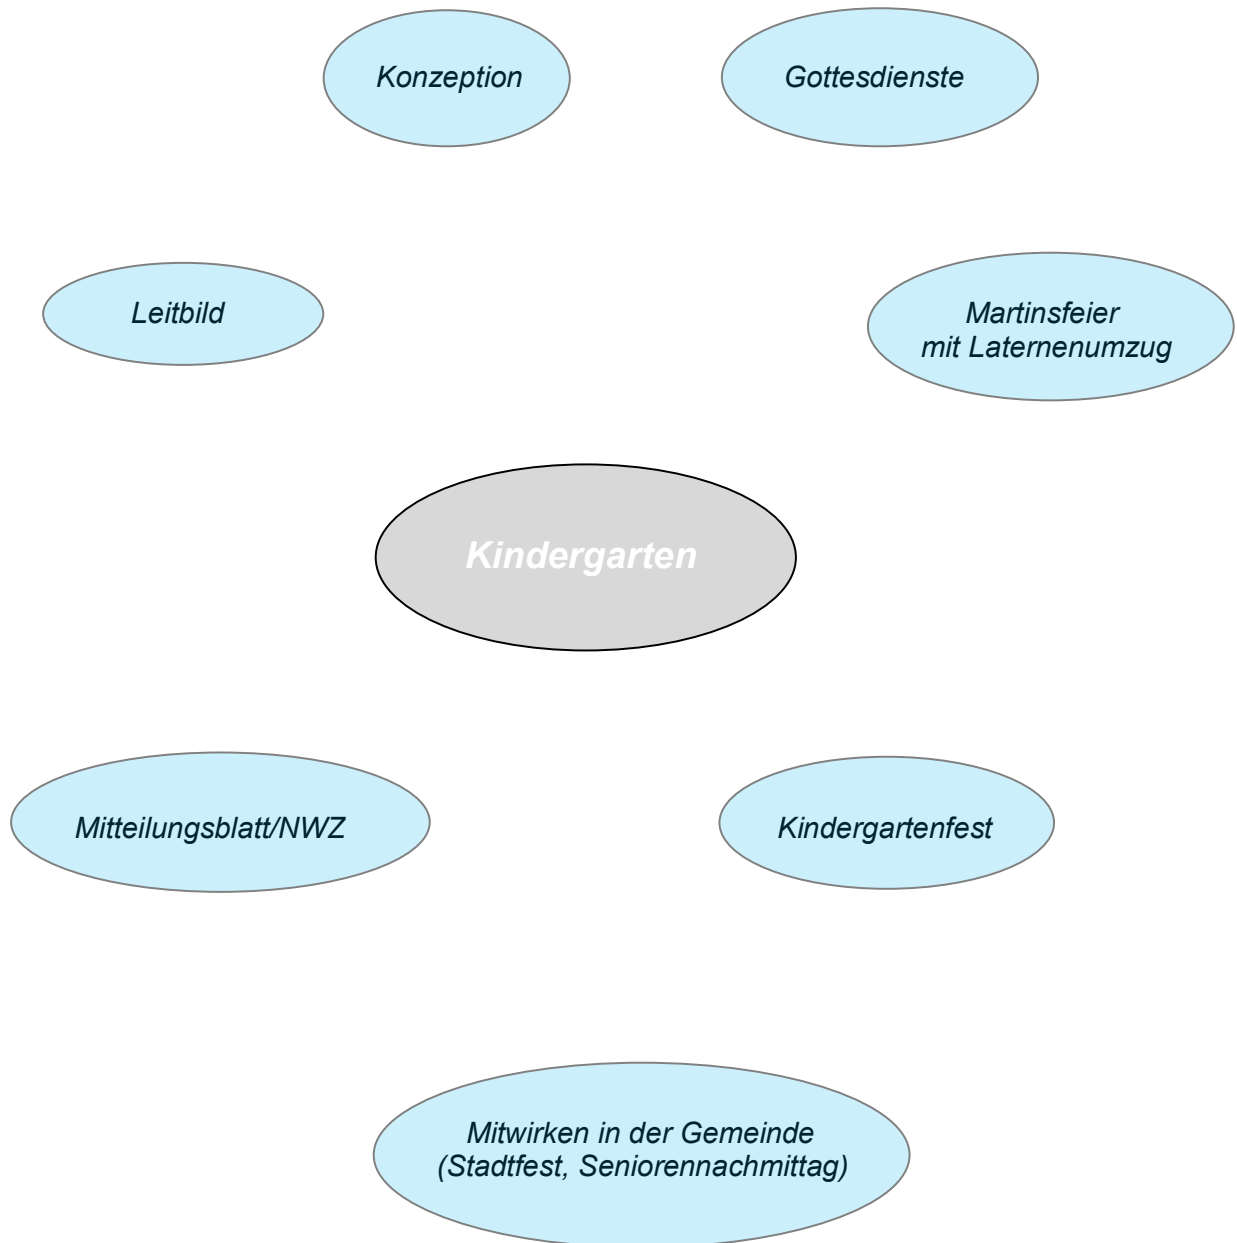 Konzeption
Gottesdienste
Leitbild
Martinsfeier
mit Laternenumzug
Kindergarten
Mitteilungsblatt/NWZ
Kindergartenfest
Mitwirken in der Gemeinde
(Stadtfest, Seniorennachmittag)